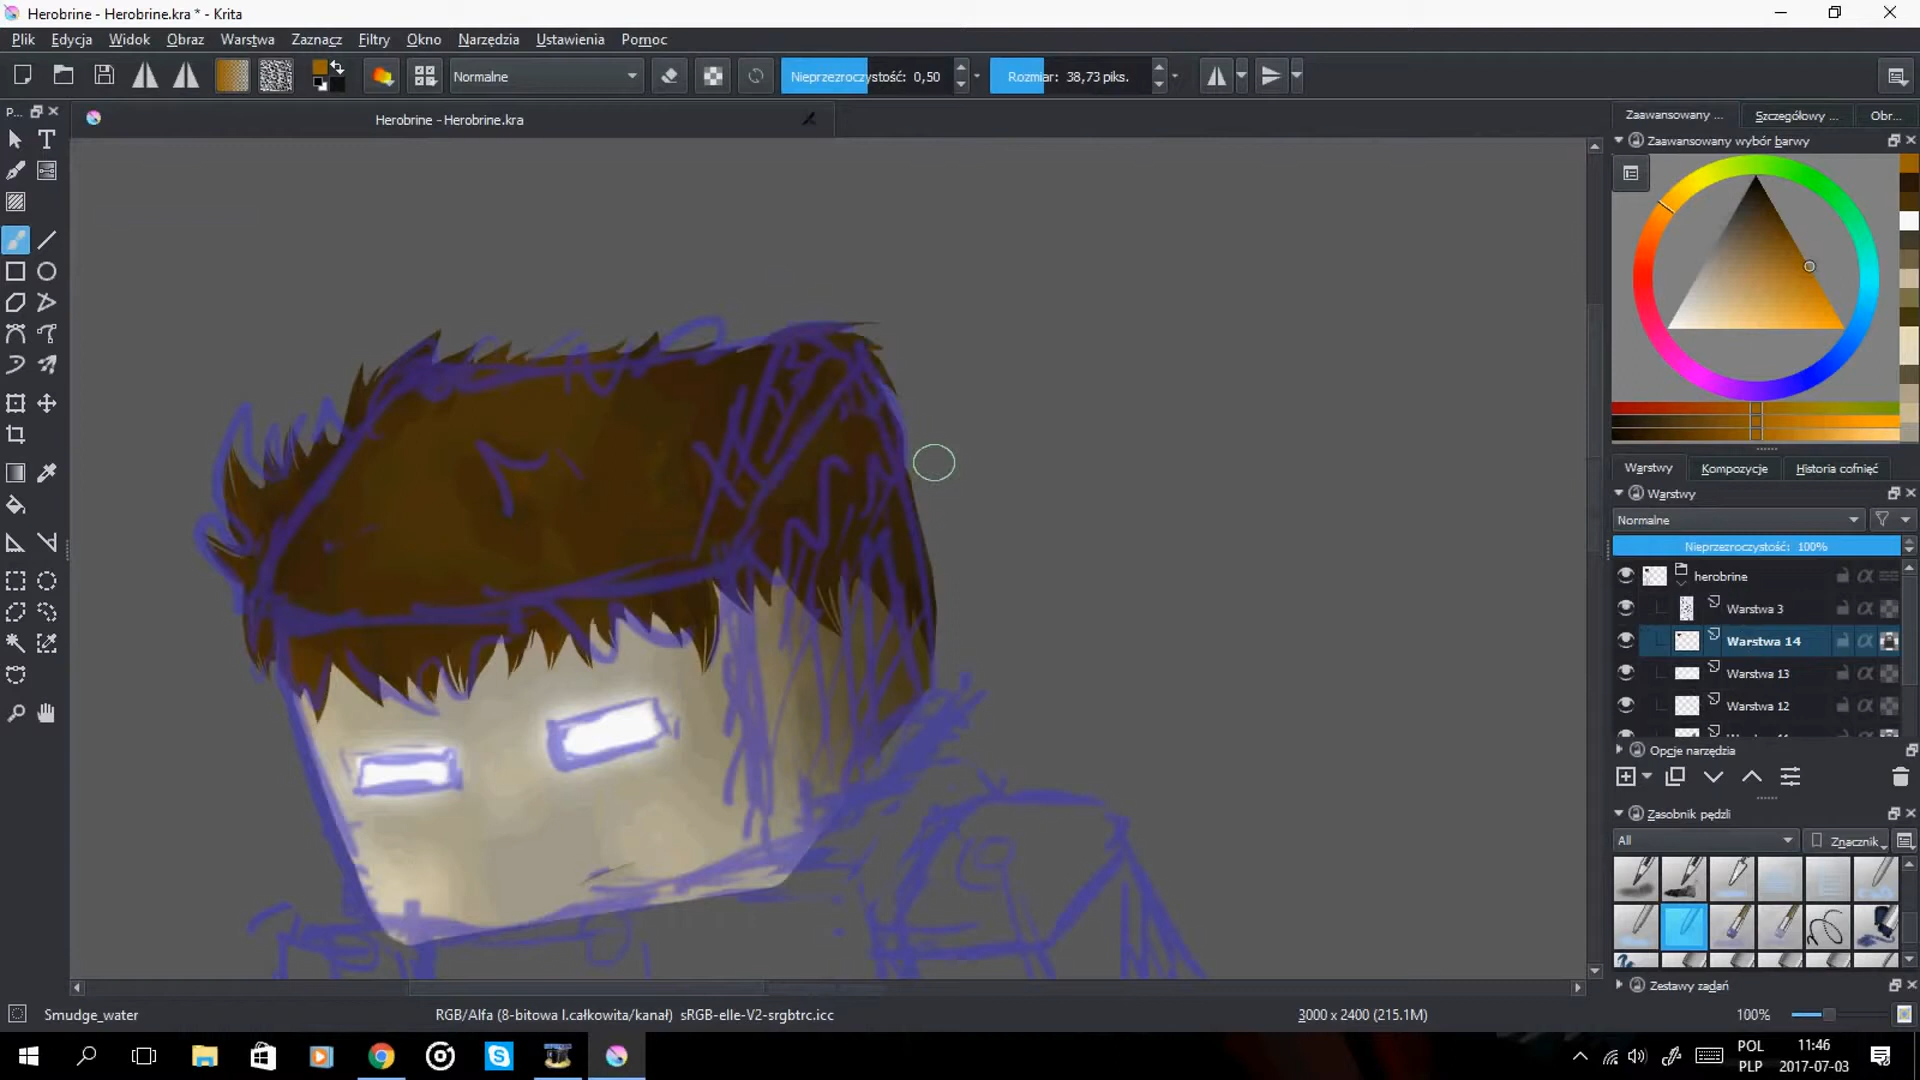 Herobrine - Herobrine.kra * - Krita
Plik Edycja Widok Obraz Warstwa Zaznacz Filtry Okno Narzędzia Ustawienia Pomoc
Normalne Nieprzezroczystość: 0,50 Rozmiar: 38,73 piks.
P...
Herobrine - Herobrine.kra
Zaawansowany ... Szczegółowy ... Obr...
Zaawansowany wybór barwy
Warstwy Kompozycje Historia cofnięć
Warstwy
Normalne
Nieprzezroczystość: 100%
herobrine
Warstwa 3
Warstwa 14
Warstwa 13
Warstwa 12
Opcje narzędzia
Zasobnik pędzli
All Znacznik
Zestawy zadań
Smudge_water RGB/Alfa (8-bitowa l.całkowita/kanał) sRGB-elle-V2-srgbtrc.icc 3000 x 2400 (215.1M) 100%
POL 11:46
PLP 2017-07-03